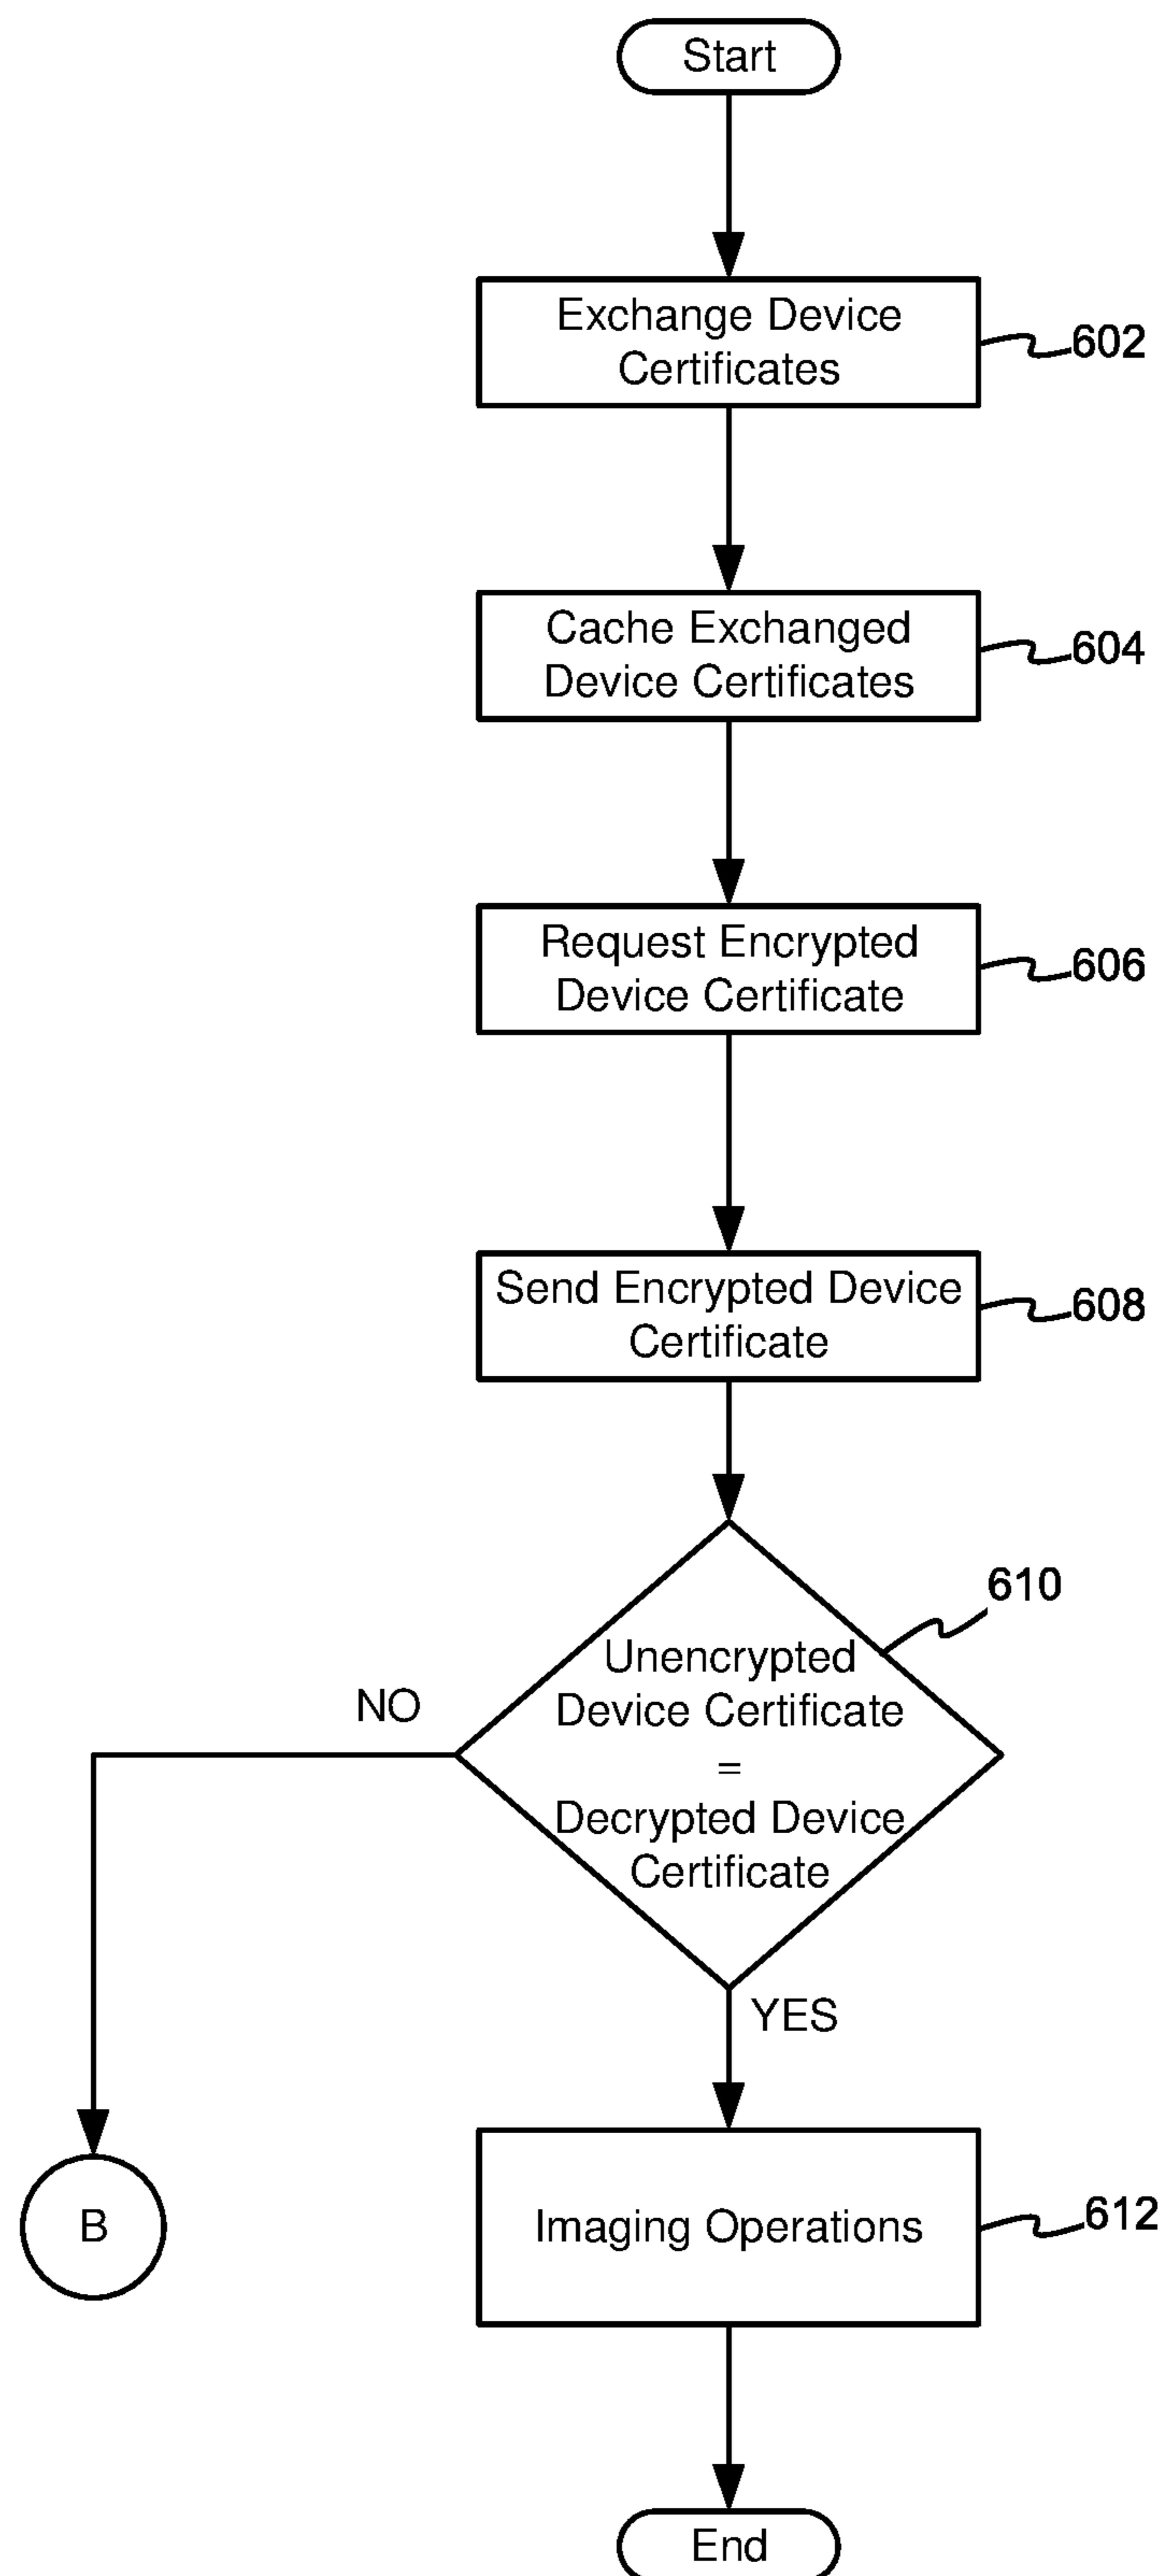 Start
Exchange Device
Certificates
602
Cache Exchanged
Device Certificates
604
Request Encrypted
Device Certificate
606
Send Encrypted Device
Certificate
608
610
Unencrypted
Device Certificate
=
Decrypted Device
Certificate
NO
YES
B
Imaging Operations
612
End